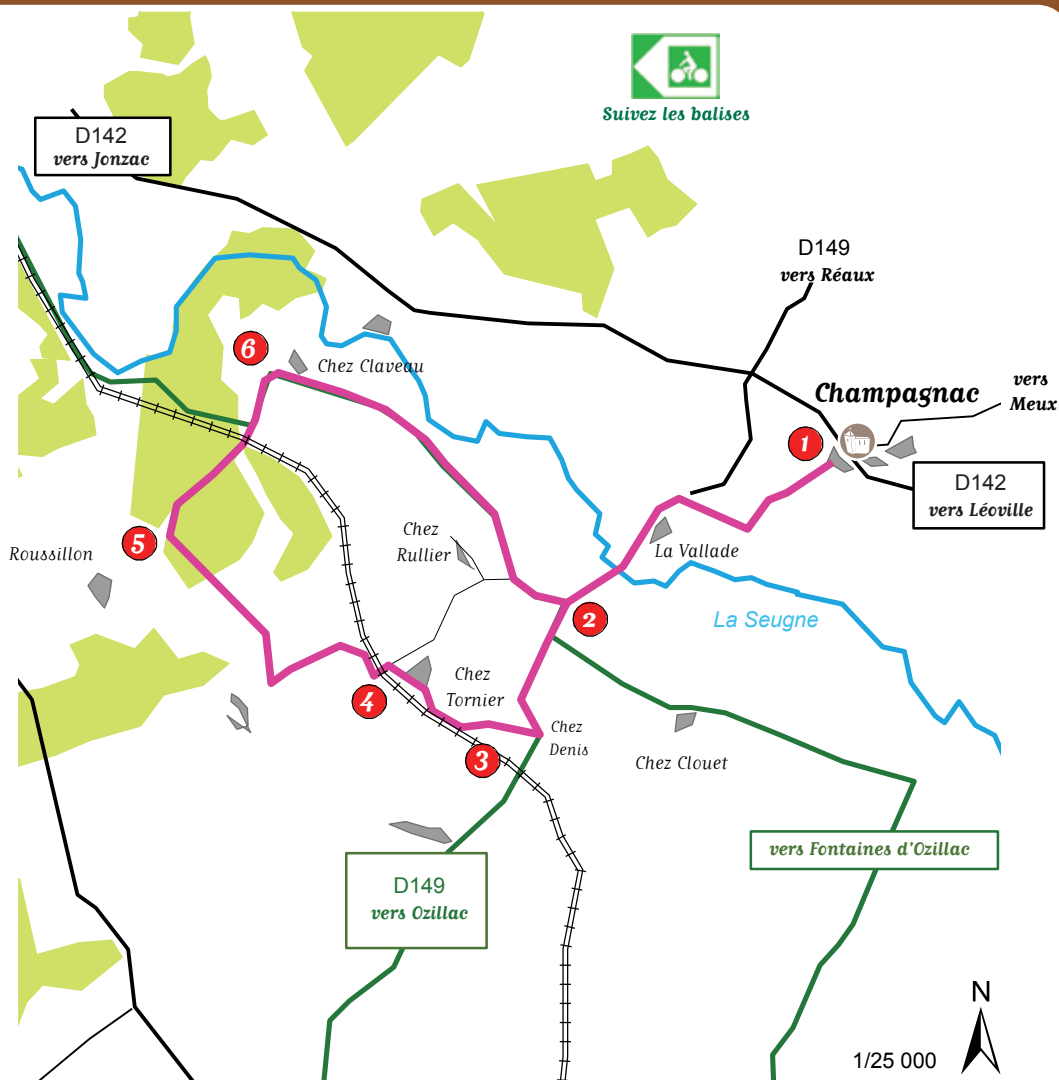 Suivez les balises
D142
vers Jonzac
D149
vers Réaux
6
Chez Claveau
Champagnac
vers
Meux
1
D142
vers Léoville
Chez
Rullier
La Vallade
Roussillon
5
2
La Seugne
Chez
Tornier
4
Chez
Denis
3
Chez Clouet
vers Fontaines d'Ozillac
D149
vers Ozillac
N
1/25 000